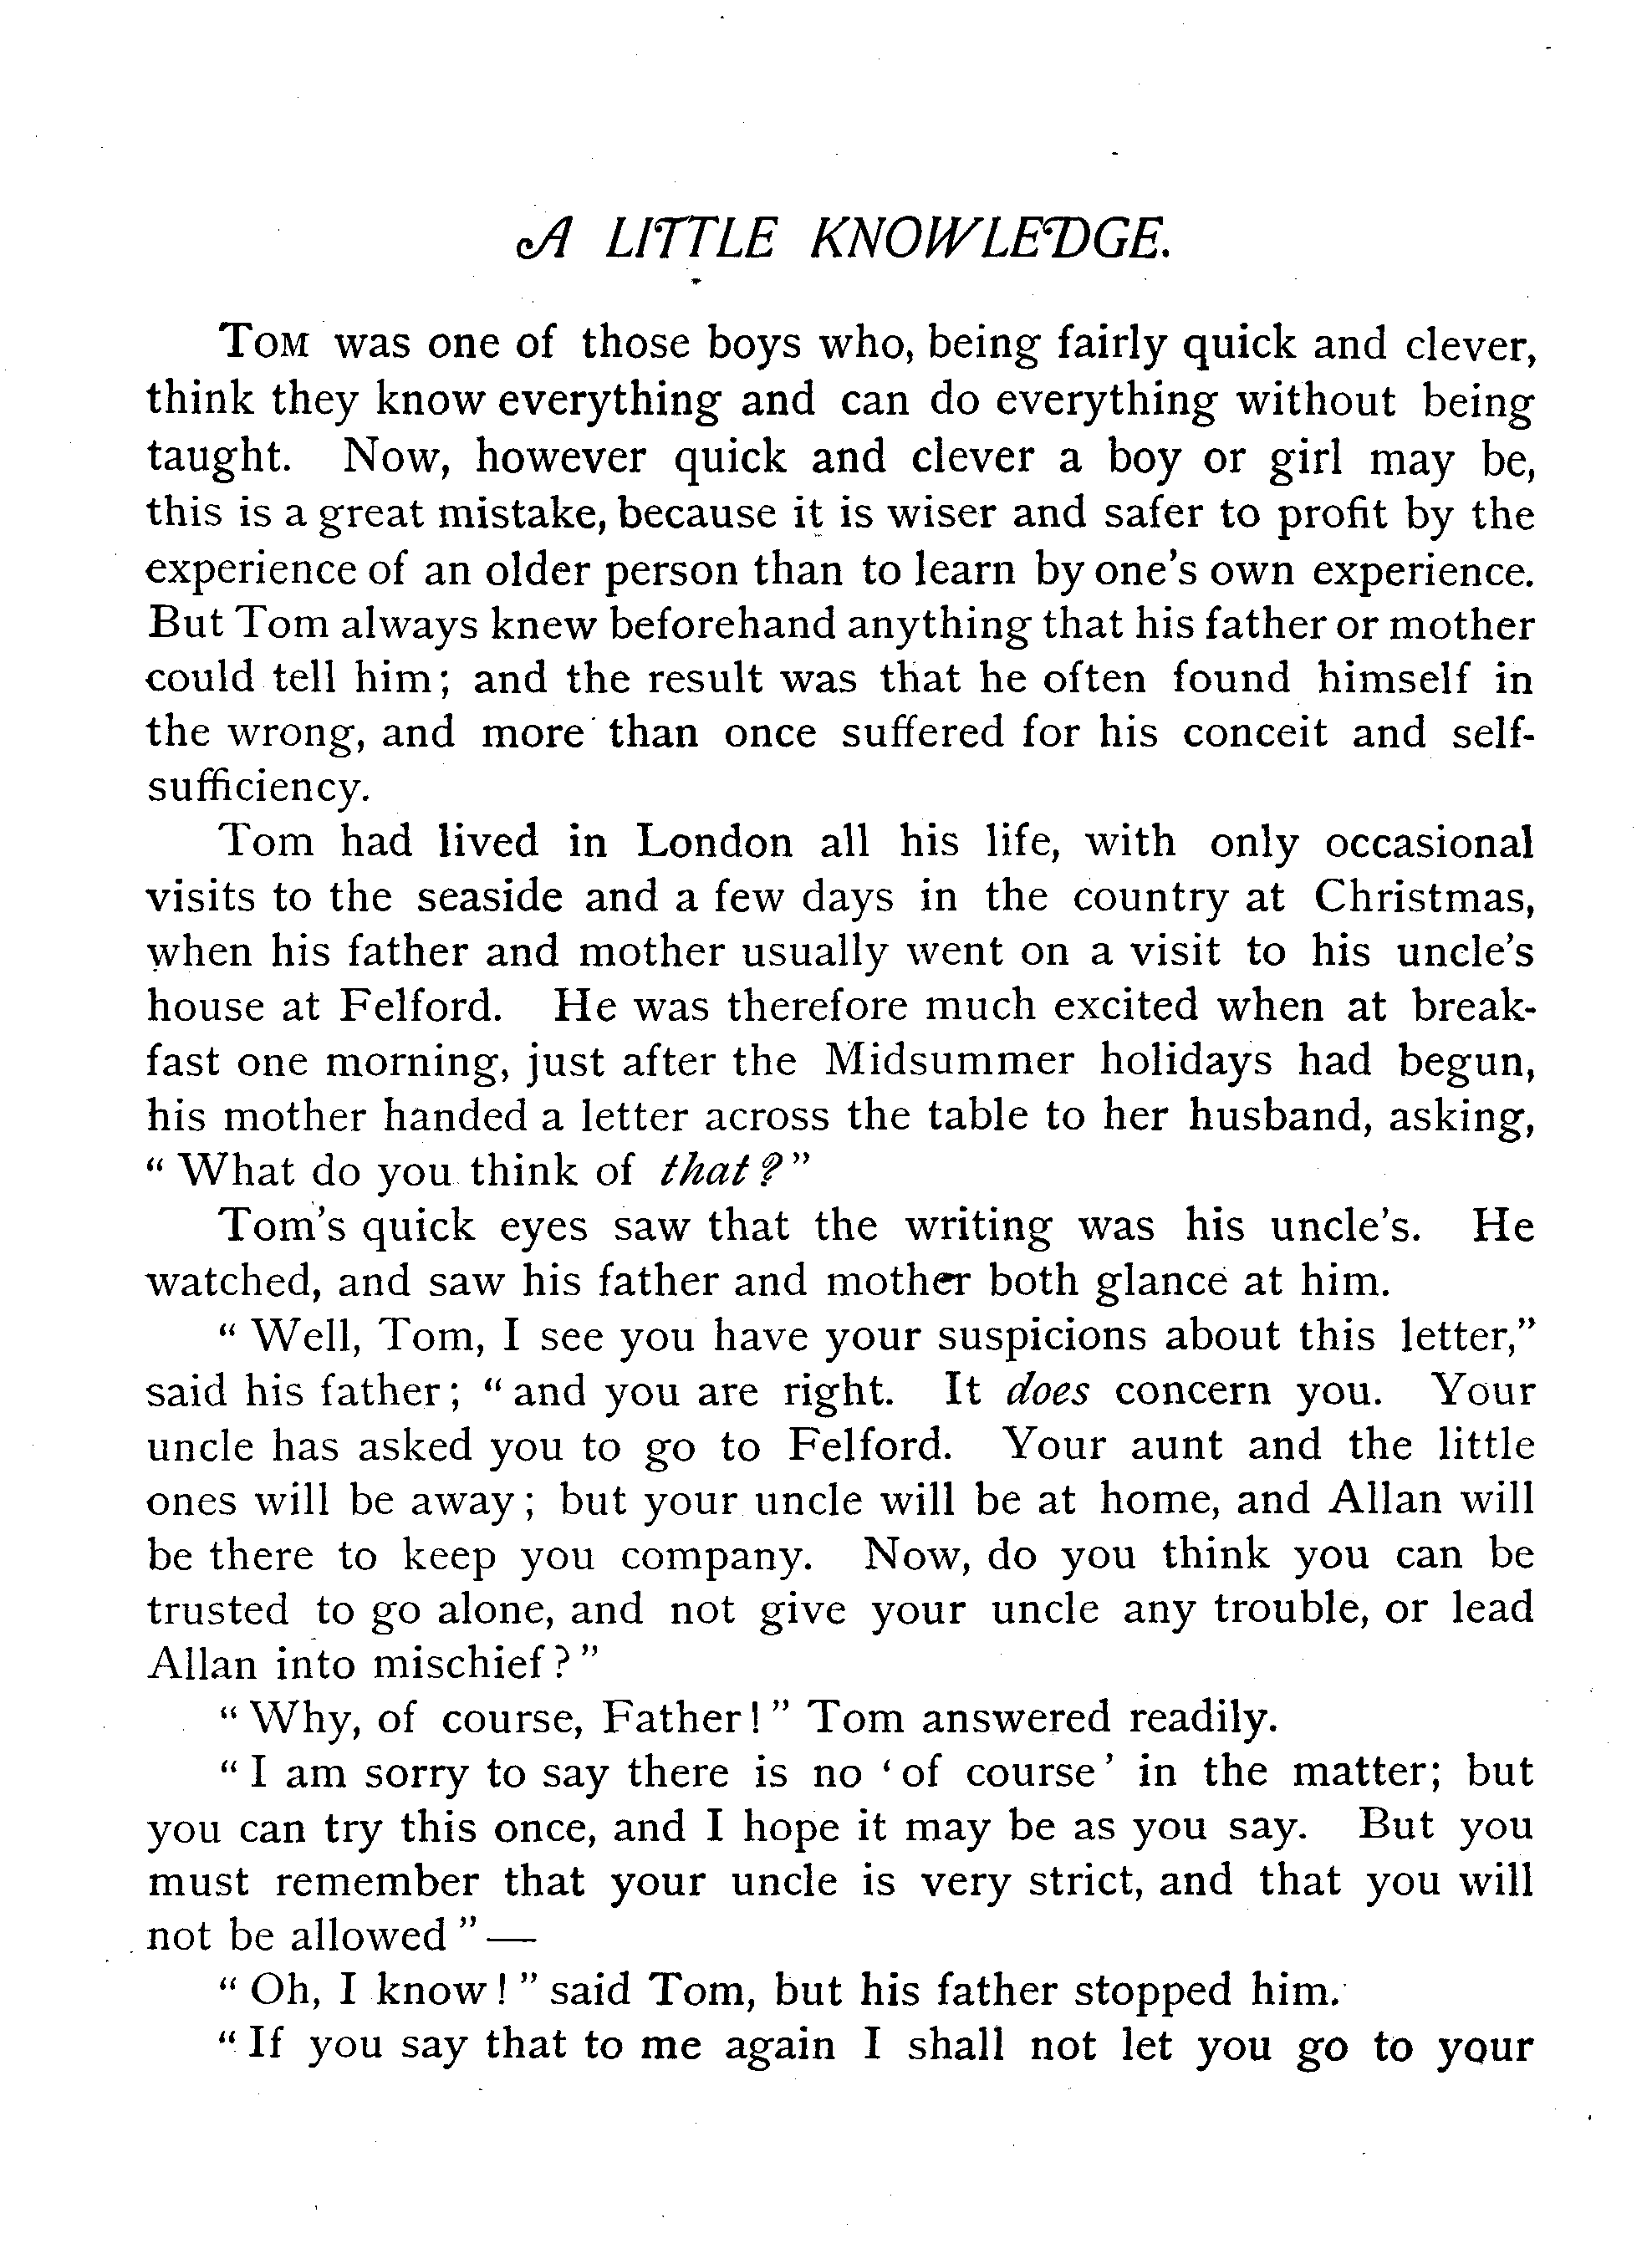 A LITTLE KNOWLEDGE.
TOM was one of those boys who, being fairly quick and clever,
think they know everything and can do everything without being
taught. Now, however quick and clever a boy or girl may be,
this is a great mistake, because it is wiser and safer to profit by the
experience of an older person than to learn by one's own experience.
But Tom always knew beforehand anything that his father or mother
could tell him; and the result was that he often found himself in
the wrong, and more than once suffered for his conceit and self-
sufficiency.
Tom had lived in London all his life, with only occasional
visits to the seaside and a few days in the country at Christmas,
when his father and mother usually went on a visit to his uncle's
house at Felford. He was therefore much excited when at break-
fast one morning, just after the Midsummer holidays had begun,
his mother handed a letter across the table to her husband, asking,
"What do you think of that?"
Tom's quick eyes saw that the writing was his uncle's. He
watched, and saw his father and mother both glance at him.
"Well, Tom, I see you have your suspicions about this letter,"
said his father; "and you are right. It does concern you. Your
uncle has asked you to go to Felford. Your aunt and the little
ones will be away; but your uncle will be at home, and Allan will
be there to keep you company. Now, do you think you can be
trusted to go alone, and not give your uncle any trouble, or lead
Allan into mischief?"
"Why, of course, Father!" Tom answered readily.
"I am sorry to say there is no 'of course' in the matter; but
you can try this once, and I hope it may be as you say. But you
must remember that your uncle is very strict, and that you will
not be allowed"—
"Oh, I know!" said Tom, but his father stopped him.
"If you say that to me again I shall not let you go to your